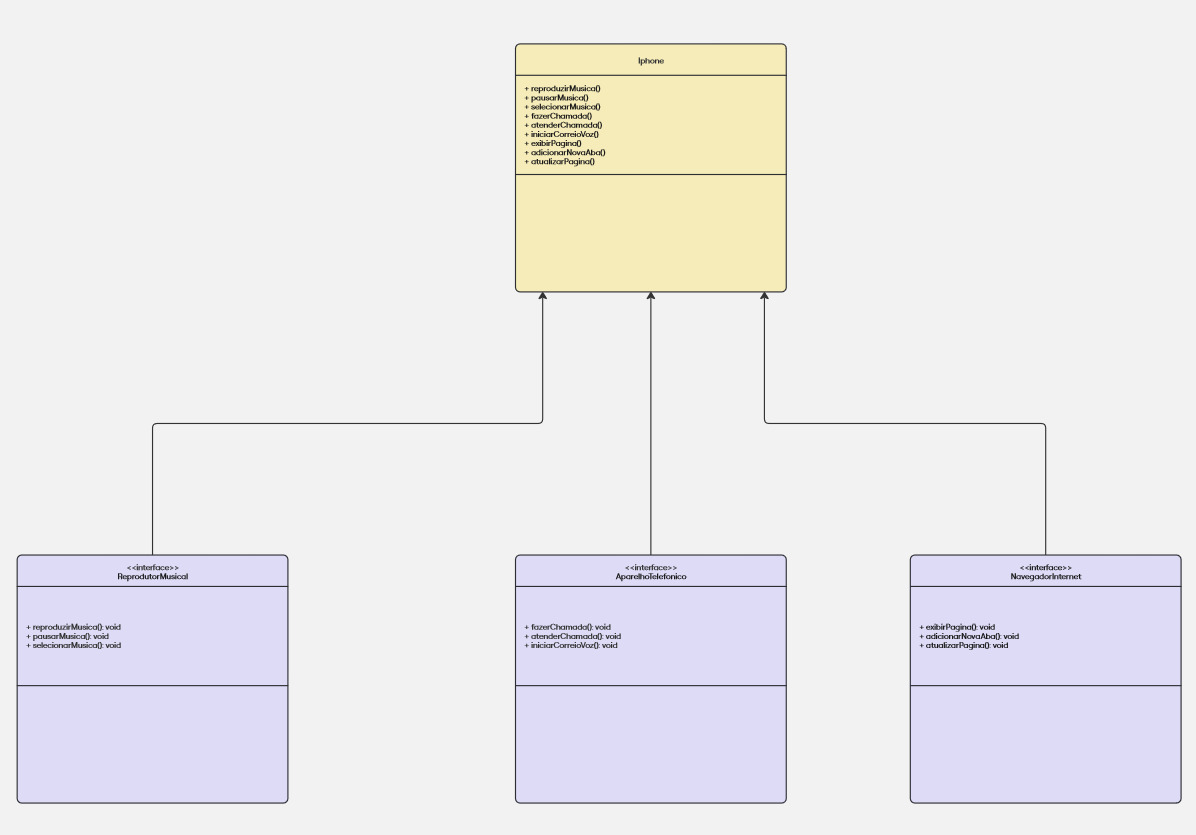 Iphone
+ reproduzirMusica()
+ pausarMusica()
+ selecionarMusica()
+ fazerChamada()
+ atenderChamada()
+ iniciarCorreioVoz()
+ exibirPagina()
+ adicionarNovaAba()
+ atualizarPagina()
<<interface>>
ReprodutorMusical
+ reproduzirMusica(): void
+ pausarMusica(): void
+ selecionarMusica(): void
<<interface>>
AparelhoTelefonico
+ fazerChamada(): void
+ atenderChamada(): void
+ iniciarCorreioVoz(): void
<<interface>>
NavegadorInternet
+ exibirPagina(): void
+ adicionarNovaAba(): void
+ atualizarPagina(): void